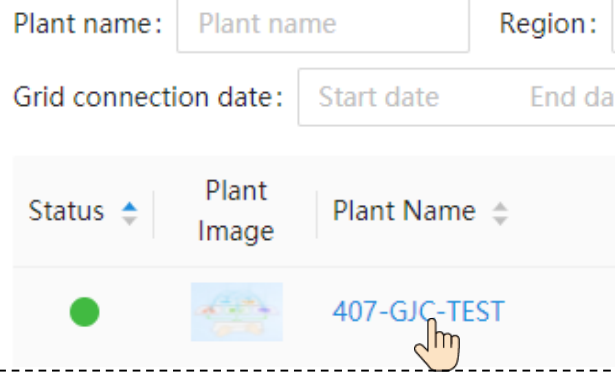 Plant name: Plant name Region:
Grid connection date: Start date End da
Status Plant Image Plant Name
407-GJC-TEST